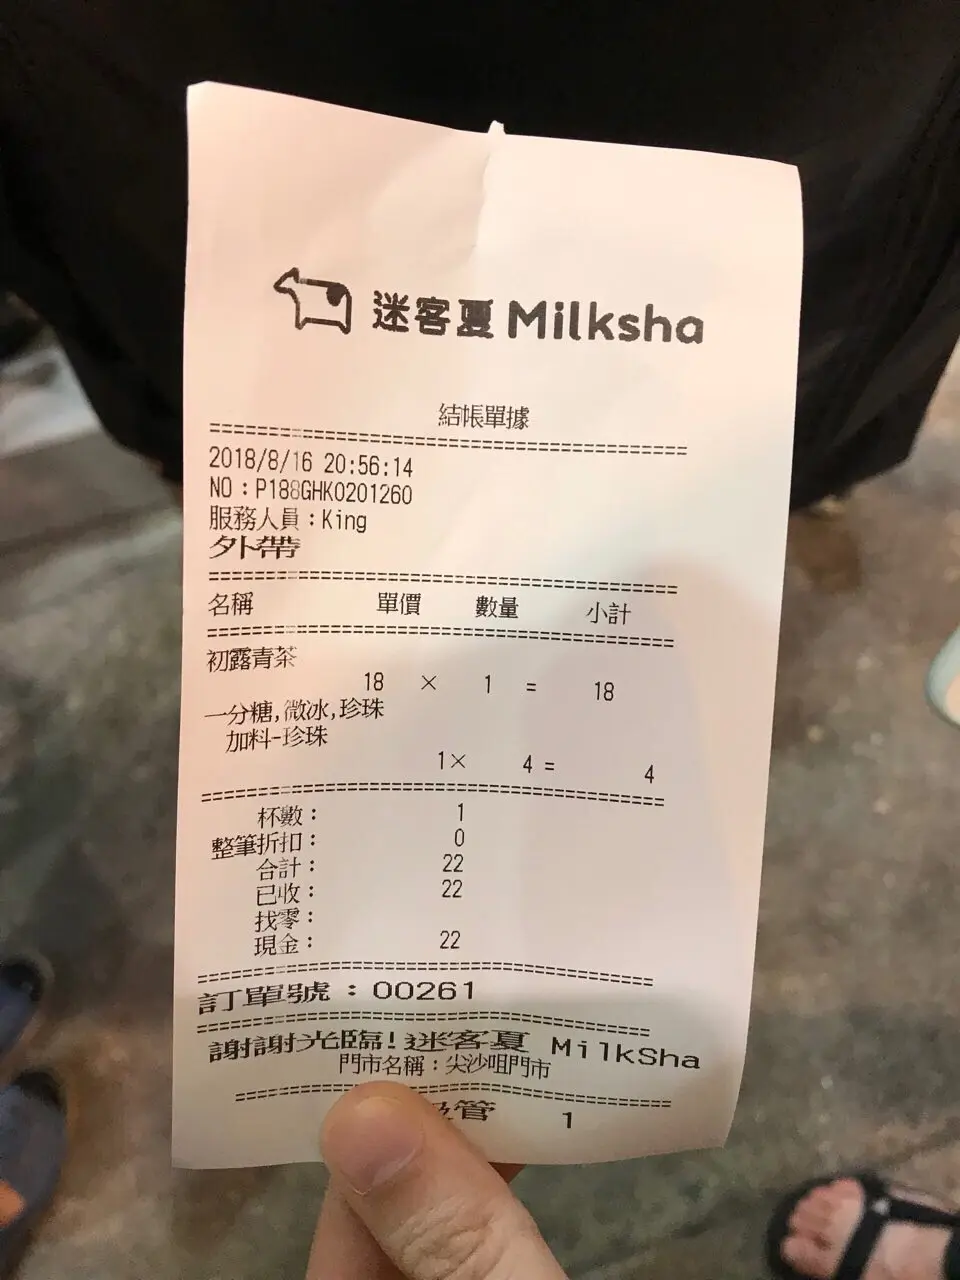 迷客夏 Milksha
結帳單據
================================================
2018/8/16 20:56:14
NO：P188GHK0201260
服務人員：King
外帶
================================================
名稱 單價 數量 小計
================================================
初露青茶
18 × 1 = 18
一分糖,微冰,珍珠
加料-珍珠
1× 4 = 4
================================================
杯數： 1
整筆折扣： 0
合計： 22
已收： 22
找零：
現金： 22
================================================
訂單號：00261
================================================
謝謝光臨!迷客夏 MilkSha
門市名稱：尖沙咀門市
================================================
管 1